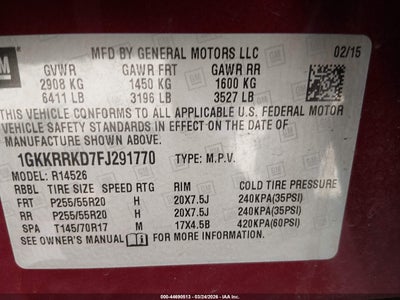 GM MFD BY GENERAL MOTORS LLC 02/15
GVWR GAWR FRT GAWR RR
2908 KG 1450 KG 1600 KG
6411 LB 3196 LB 3527 LB
THIS VEHICLE CONFORMS TO ALL APPLICABLE U.S. FEDERAL MOTOR
VEHICLE SAFETY STANDARDS IN EFFECT ON THE DATE OF
MANUFACTURE SHOWN ABOVE.
1GKKRRKD7FJ291770 TYPE: M.P.V.
MODEL: R14526
RBBL TIRE SIZE SPEED RTG RIM COLD TIRE PRESSURE
FRT P255/55R20 H 20X7.5J 240KPA(35PSI)
RR P255/55R20 H 20X7.5J 240KPA(35PSI)
SPA T145/70R17 M 17X4.5B 420KPA(60PSI)
SEE OWNER'S MANUAL FOR MORE INFORMATION.
000-44690513 - 03/24/2026 - IAA, Inc.